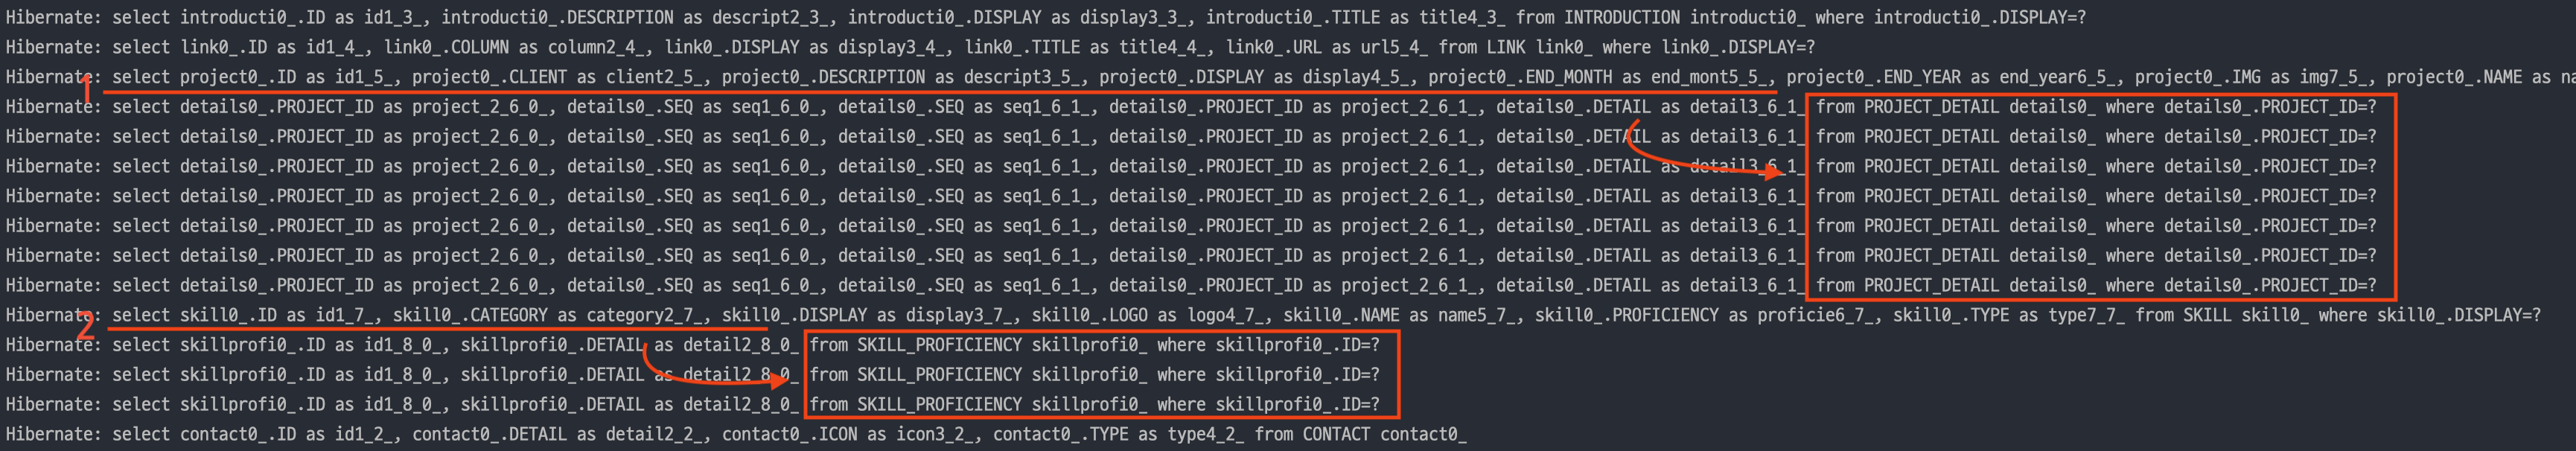 Hibernate: select introducti0_.ID as id1_3_, introducti0_.DESCRIPTION as descript2_3_, introducti0_.DISPLAY as display3_3_, introducti0_.TITLE as title4_3_ from INTRODUCTION introducti0_ where introducti0_.DISPLAY=?
Hibernate: select link0_.ID as id1_4_, link0_.COLUMN as column2_4_, link0_.DISPLAY as display3_4_, link0_.TITLE as title4_4_, link0_.URL as url5_4_ from LINK link0_ where link0_.DISPLAY=?
Hibernate: select project0_.ID as id1_5_, project0_.CLIENT as client2_5_, project0_.DESCRIPTION as descript3_5_, project0_.DISPLAY as display4_5_, project0_.END_MONTH as end_mont5_5_, project0_.END_YEAR as end_year6_5_, project0_.IMG as img7_5_, project0_.NAME as na
1
Hibernate: select details0_.PROJECT_ID as project_2_6_0_, details0_.SEQ as seq1_6_0_, details0_.SEQ as seq1_6_1_, details0_.PROJECT_ID as project_2_6_1_, details0_.DETAIL as detail3_6_1_ from PROJECT_DETAIL details0_ where details0_.PROJECT_ID=?
Hibernate: select details0_.PROJECT_ID as project_2_6_0_, details0_.SEQ as seq1_6_0_, details0_.SEQ as seq1_6_1_, details0_.PROJECT_ID as project_2_6_1_, details0_.DETAIL as detail3_6_1_ from PROJECT_DETAIL details0_ where details0_.PROJECT_ID=?
Hibernate: select details0_.PROJECT_ID as project_2_6_0_, details0_.SEQ as seq1_6_0_, details0_.SEQ as seq1_6_1_, details0_.PROJECT_ID as project_2_6_1_, details0_.DETAIL as detail3_6_1_ from PROJECT_DETAIL details0_ where details0_.PROJECT_ID=?
Hibernate: select details0_.PROJECT_ID as project_2_6_0_, details0_.SEQ as seq1_6_0_, details0_.SEQ as seq1_6_1_, details0_.PROJECT_ID as project_2_6_1_, details0_.DETAIL as detail3_6_1_ from PROJECT_DETAIL details0_ where details0_.PROJECT_ID=?
Hibernate: select details0_.PROJECT_ID as project_2_6_0_, details0_.SEQ as seq1_6_0_, details0_.SEQ as seq1_6_1_, details0_.PROJECT_ID as project_2_6_1_, details0_.DETAIL as detail3_6_1_ from PROJECT_DETAIL details0_ where details0_.PROJECT_ID=?
Hibernate: select details0_.PROJECT_ID as project_2_6_0_, details0_.SEQ as seq1_6_0_, details0_.SEQ as seq1_6_1_, details0_.PROJECT_ID as project_2_6_1_, details0_.DETAIL as detail3_6_1_ from PROJECT_DETAIL details0_ where details0_.PROJECT_ID=?
Hibernate: select details0_.PROJECT_ID as project_2_6_0_, details0_.SEQ as seq1_6_0_, details0_.SEQ as seq1_6_1_, details0_.PROJECT_ID as project_2_6_1_, details0_.DETAIL as detail3_6_1_ from PROJECT_DETAIL details0_ where details0_.PROJECT_ID=?
Hibernate: select skill0_.ID as id1_7_, skill0_.CATEGORY as category2_7_, skill0_.DISPLAY as display3_7_, skill0_.LOGO as logo4_7_, skill0_.NAME as name5_7_, skill0_.PROFICIENCY as proficie6_7_, skill0_.TYPE as type7_7_ from SKILL skill0_ where skill0_.DISPLAY=?
2
Hibernate: select skillprofi0_.ID as id1_8_0_, skillprofi0_.DETAIL as detail2_8_0_ from SKILL_PROFICIENCY skillprofi0_ where skillprofi0_.ID=?
Hibernate: select skillprofi0_.ID as id1_8_0_, skillprofi0_.DETAIL as detail2_8_0_ from SKILL_PROFICIENCY skillprofi0_ where skillprofi0_.ID=?
Hibernate: select skillprofi0_.ID as id1_8_0_, skillprofi0_.DETAIL as detail2_8_0_ from SKILL_PROFICIENCY skillprofi0_ where skillprofi0_.ID=?
Hibernate: select contact0_.ID as id1_2_, contact0_.DETAIL as detail2_2_, contact0_.ICON as icon3_2_, contact0_.TYPE as type4_2_ from CONTACT contact0_